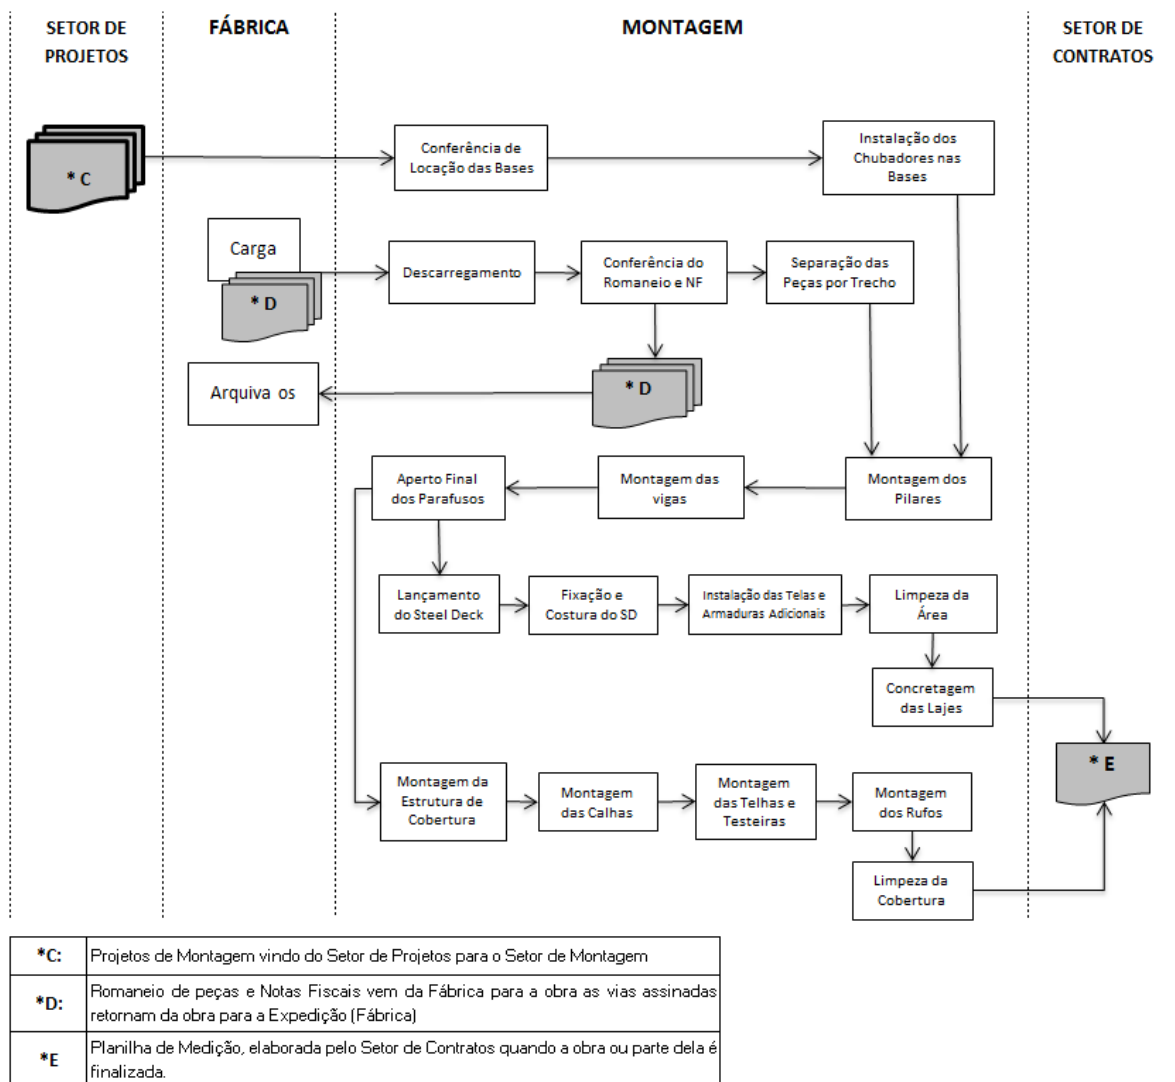 SETOR DE
PROJETOS
FÁBRICA
MONTAGEM
SETOR DE
CONTRATOS
* C
Conferência de
Locação das Bases
Instalação dos
Chubadores nas
Bases
Carga
* D
Descarregamento
Conferência do
Romaneio e NF
Separação das
Peças por Trecho
Arquiva os
* D
Aperto Final
dos Parafusos
Montagem das
vigas
Montagem dos
Pilares
Lançamento
do Steel Deck
Fixação e
Costura do SD
Instalação das Telas e
Armaduras Adicionais
Limpeza da
Área
Concretagem
das Lajes
* E
Montagem da
Estrutura de
Cobertura
Montagem
das Calhas
Montagem
das Telhas e
Testeiras
Montagem
dos Rufos
Limpeza da
Cobertura
*C: Projetos de Montagem vindo do Setor de Projetos para o Setor de Montagem
*D: Romaneio de peças e Notas Fiscais vem da Fábrica para a obra as vias assinadas
retornam da obra para a Expedição (Fábrica)
*E Planilha de Medição, elaborada pelo Setor de Contratos quando a obra ou parte dela é
finalizada.